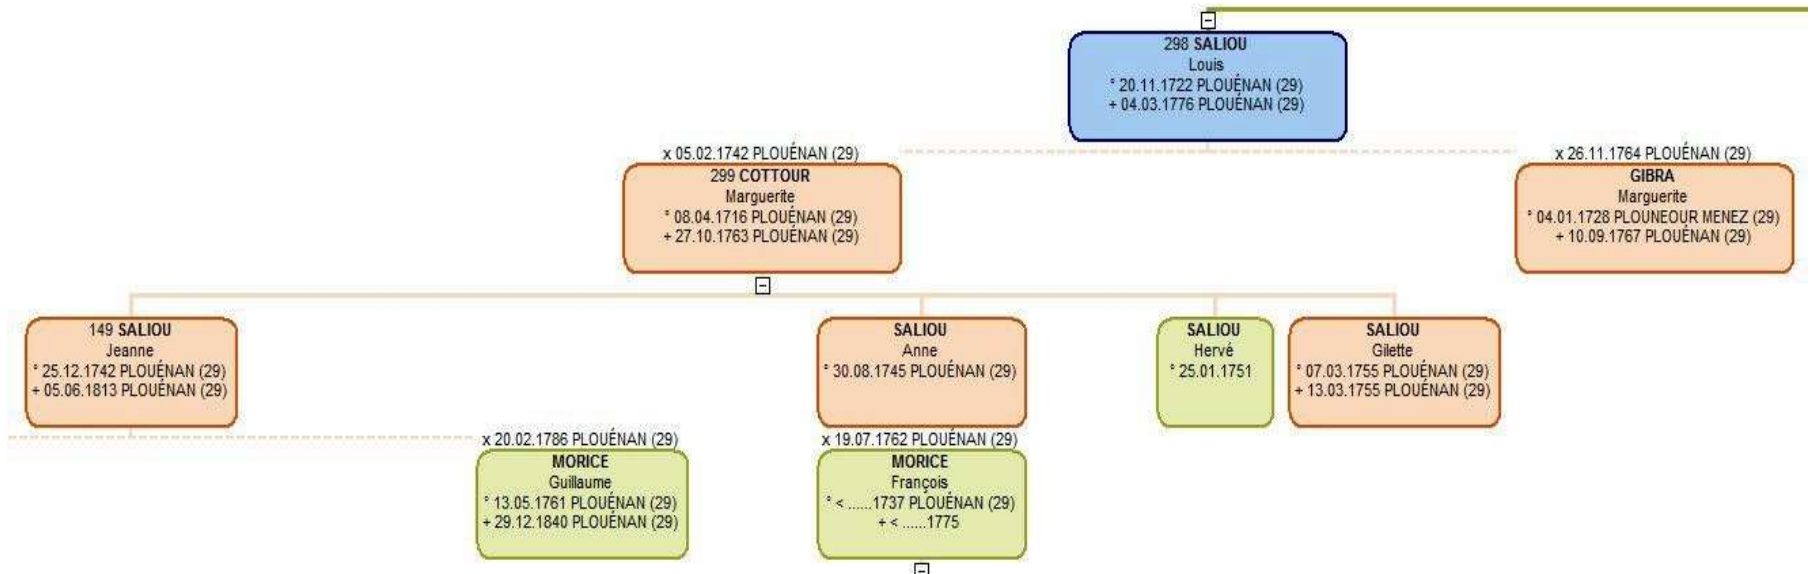 298 SALIOU
Louis
° 20.11.1722 PLOUÉNAN (29)
+ 04.03.1776 PLOUÉNAN (29)
x 05.02.1742 PLOUÉNAN (29)
299 COTTOUR
Marguerite
° 08.04.1716 PLOUÉNAN (29)
+ 27.10.1763 PLOUÉNAN (29)
x 26.11.1764 PLOUÉNAN (29)
GIBRA
Marguerite
° 04.01.1728 PLOUNEOUR MENEZ (29)
+ 10.09.1767 PLOUÉNAN (29)
149 SALIOU
Jeanne
° 25.12.1742 PLOUÉNAN (29)
+ 05.06.1813 PLOUÉNAN (29)
SALIOU
Anne
° 30.08.1745 PLOUÉNAN (29)
SALIOU
Hervé
° 25.01.1751
SALIOU
Gilette
° 07.03.1755 PLOUÉNAN (29)
+ 13.03.1755 PLOUÉNAN (29)
x 20.02.1786 PLOUÉNAN (29)
MORICE
Guillaume
° 13.05.1761 PLOUÉNAN (29)
+ 29.12.1840 PLOUÉNAN (29)
x 19.07.1762 PLOUÉNAN (29)
MORICE
François
° < ......1737 PLOUÉNAN (29)
+ < ......1775